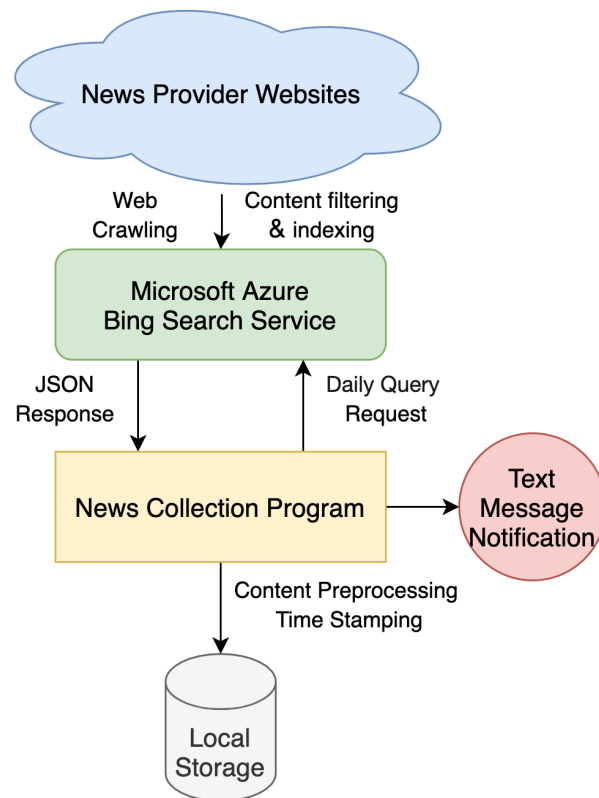 News Provider Websites
Web
Crawling
Content filtering
& indexing
Microsoft Azure
Bing Search Service
JSON
Response
Daily Query
Request
News Collection Program
Text
Message
Notification
Content Preprocessing
Time Stamping
Local
Storage